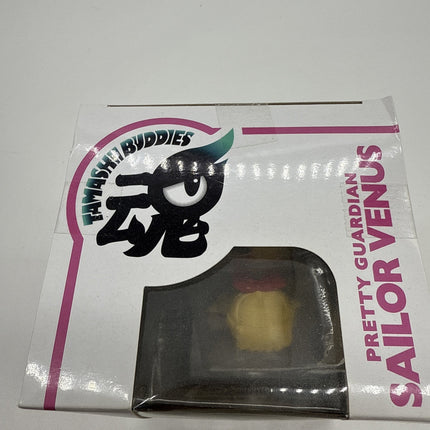 TAMASHII BUDDIES
PRETTY GUARDIAN
SAILOR VENUS